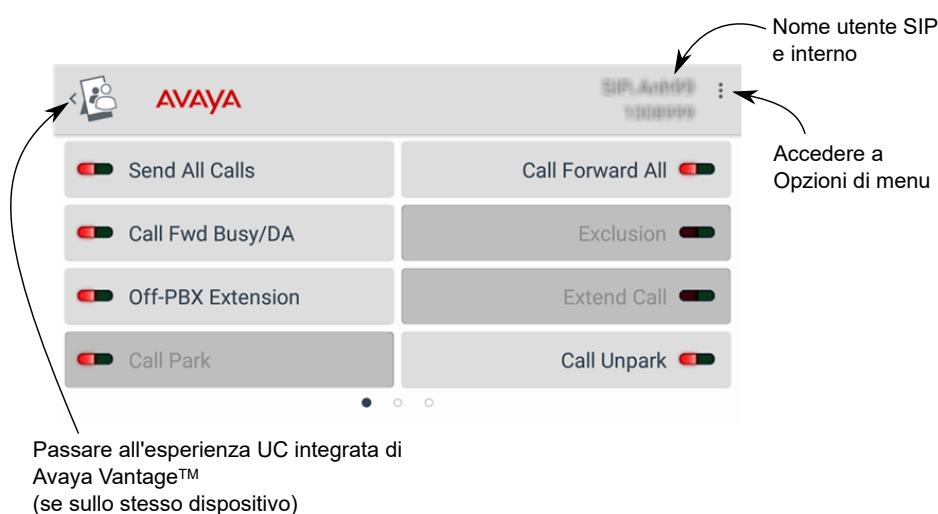 Nome utente SIP
e interno
AVAYA
Send All Calls
Call Forward All
Accedere a
Opzioni di menu
Call Fwd Busy/DA
Exclusion
Off-PBX Extension
Extend Call
Call Park
Call Unpark
Passare all'esperienza UC integrata di
Avaya Vantage™
(se sullo stesso dispositivo)